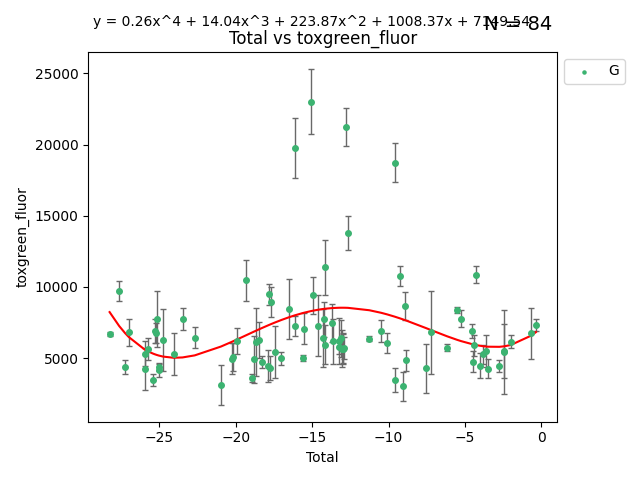 y = 0.26x^4 + 14.04x^3 + 223.87x^2 + 1008.37x + 7149.54
N = 84
Total vs toxgreen_fluor
G
25000
20000
15000
10000
5000
toxgreen_fluor
−25 −20 −15 −10 −5 0
Total